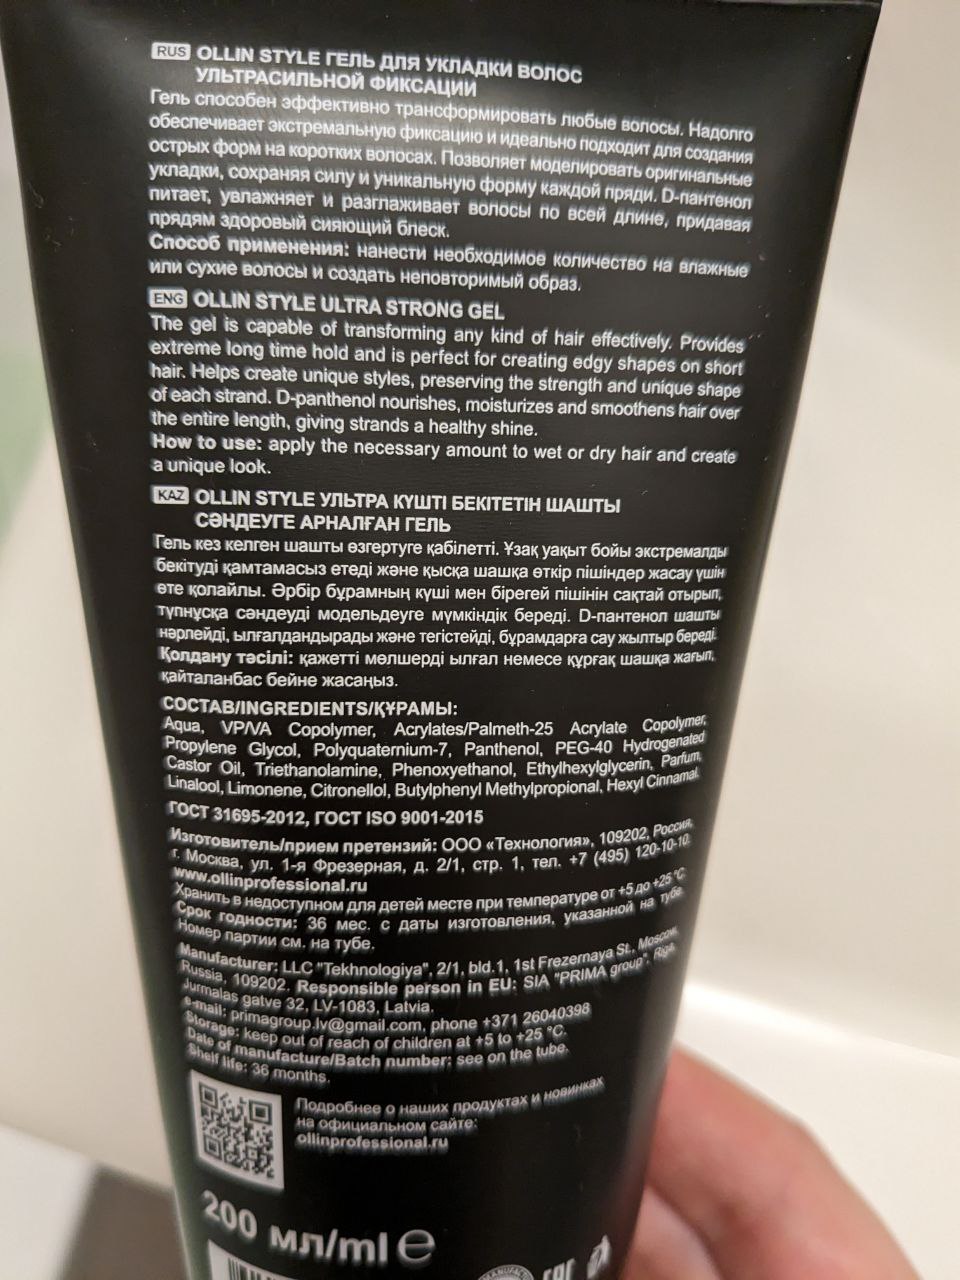 RUS OLLIN STYLE ГЕЛЬ ДЛЯ УКЛАДКИ ВОЛОС
УЛЬТРАСИЛЬНОЙ ФИКСАЦИИ
Гель способен эффективно трансформировать любые волосы. Надолго
обеспечивает экстремальную фиксацию и идеально подходит для создания
острых форм на коротких волосах. Позволяет моделировать оригинальные
укладки, сохраняя силу и уникальную форму каждой пряди. D-пантенол
питает, увлажняет и разглаживает волосы по всей длине, придавая
прядям здоровый сияющий блеск.
Способ применения: нанести необходимое количество на влажные
или сухие волосы и создать неповторимый образ.
ENG OLLIN STYLE ULTRA STRONG GEL
The gel is capable of transforming any kind of hair effectively. Provides
extreme long time hold and is perfect for creating edgy shapes on short
hair. Helps create unique styles, preserving the strength and unique shape
of each strand. D-panthenol nourishes, moisturizes and smoothens hair over
the entire length, giving strands a healthy shine.
How to use: apply the necessary amount to wet or dry hair and create
a unique look.
KAZ OLLIN STYLE УЛЬТРА КҮШТІ БЕКІТЕТІН ШАШТЫ
СӘНДЕУГЕ АРНАЛҒАН ГЕЛЬ
Гель кез келген шашты өзгертуге қабілетті. Ұзақ уақыт бойы экстремалды
бекітуді қамтамасыз етеді және қысқа шашқа өткір пішіндер жасау үшін
өте қолайлы. Әрбір бұрамның күші мен бірегей пішінін сақтай отырып,
түпнұсқа сәндеуді модельдеуге мүмкіндік береді. D-пантенол шашты
нәрлейді, ылғалдандырады және тегістейді, бұрамдарға сау жылтыр береді.
Қолдану тәсілі: қажетті мөлшерді ылғал немесе құрғақ шашқа жағып,
қайталанбас бейне жасаңыз.
СОСТАВ/INGREDIENTS/ҚҰРАМЫ:
Aqua, VP/VA Copolymer, Acrylates/Palmeth-25 Acrylate Copolymer,
Propylene Glycol, Polyquaternium-7, Panthenol, PEG-40 Hydrogenated
Castor Oil, Triethanolamine, Phenoxyethanol, Ethylhexylglycerin, Parfum,
Linalool, Limonene, Citronellol, Butylphenyl Methylpropional, Hexyl Cinnamal.
ГОСТ 31695-2012, ГОСТ ISO 9001-2015
Изготовитель/прием претензий: ООО «Технология», 109202, Россия,
г. Москва, ул. 1-я Фрезерная, д. 2/1, стр. 1, тел. +7 (495) 120-10-10.
www.ollinprofessional.ru
Хранить в недоступном для детей месте при температуре от +5 до +25 °C.
Срок годности: 36 мес. с даты изготовления, указанной на тубе.
Номер партии см. на тубе.
Manufacturer: LLC "Tekhnologiya", 2/1, bld.1, 1st Frezernaya St., Moscow,
Russia, 109202. Responsible person in EU: SIA "PRIMA group", Riga,
Jurmalas gatve 32, LV-1083, Latvia.
e-mail: primagroup.lv@gmail.com, phone +371 26040398
Storage: keep out of reach of children at +5 to +25 °C.
Date of manufacture/Batch number: see on the tube.
Shelf life: 36 months.
Подробнее о наших продуктах и новинках
на официальном сайте:
ollinprofessional.ru
200 мл/ml ℮
EAC